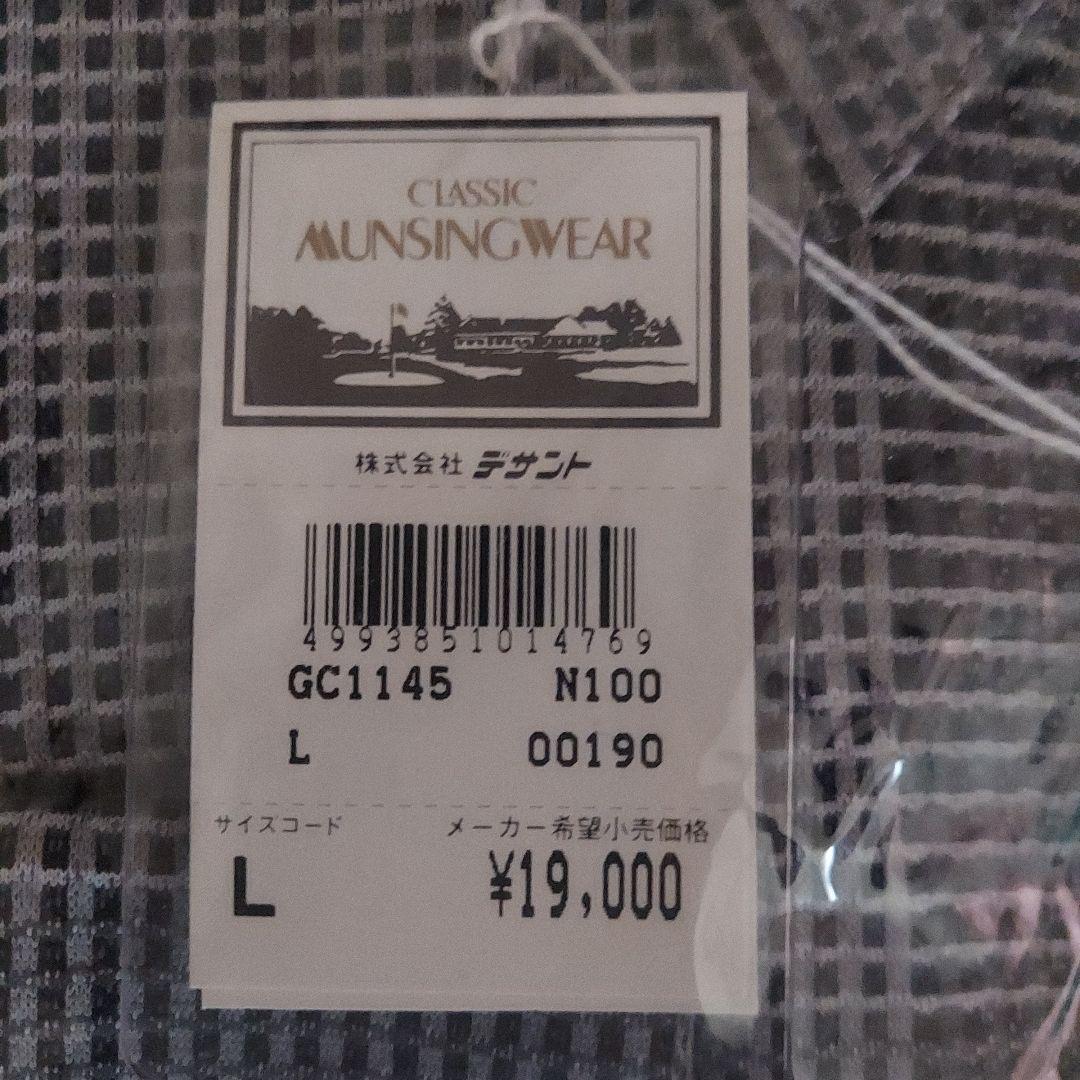 CLASSIC
MUNSINGWEAR
株式会社 デサント
4993851014769
GC1145 N100
L 00190
サイズコード メーカー希望小売価格
L ¥19,000